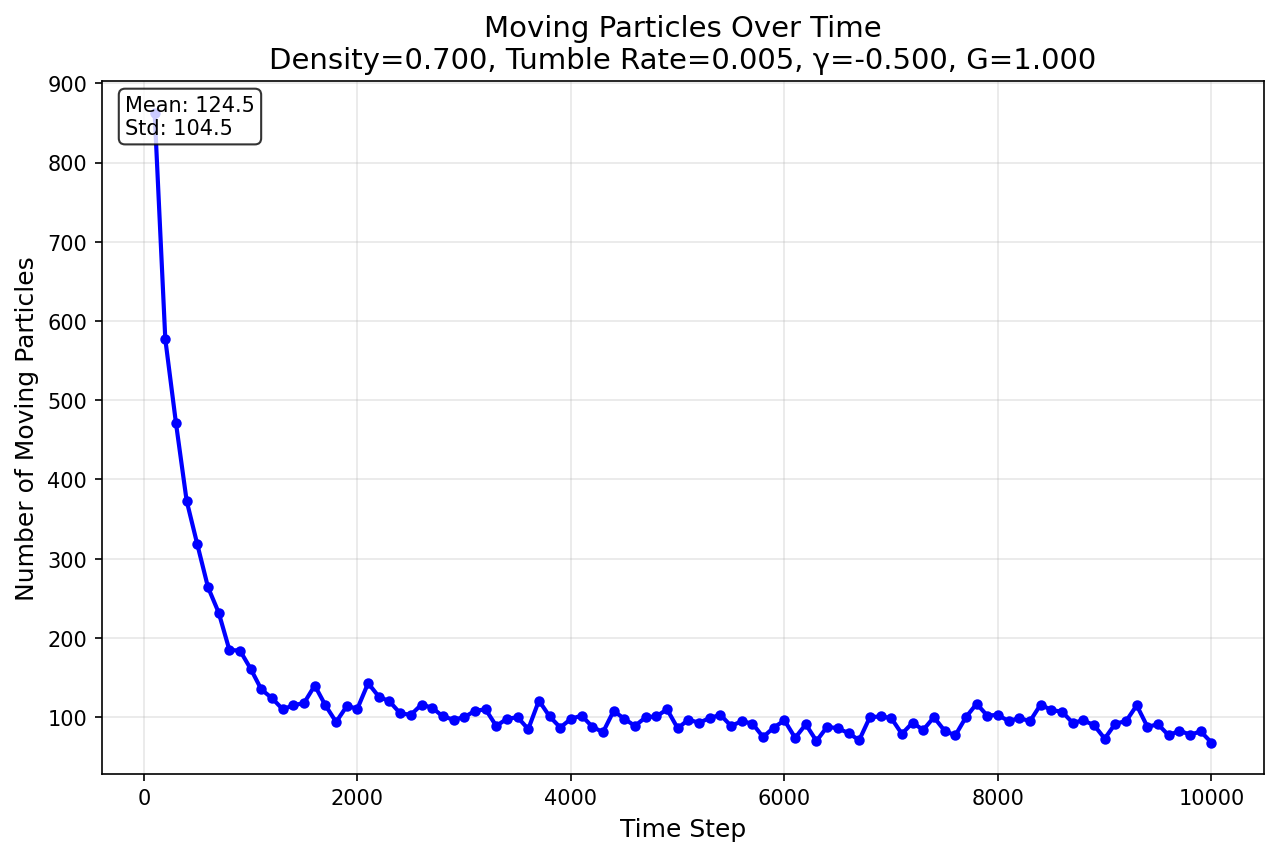 Moving Particles Over Time
Density=0.700, Tumble Rate=0.005, γ=-0.500, G=1.000
Mean: 124.5
Std: 104.5
Number of Moving Particles
900
800
700
600
500
400
300
200
100
0
2000
4000
6000
8000
10000
Time Step